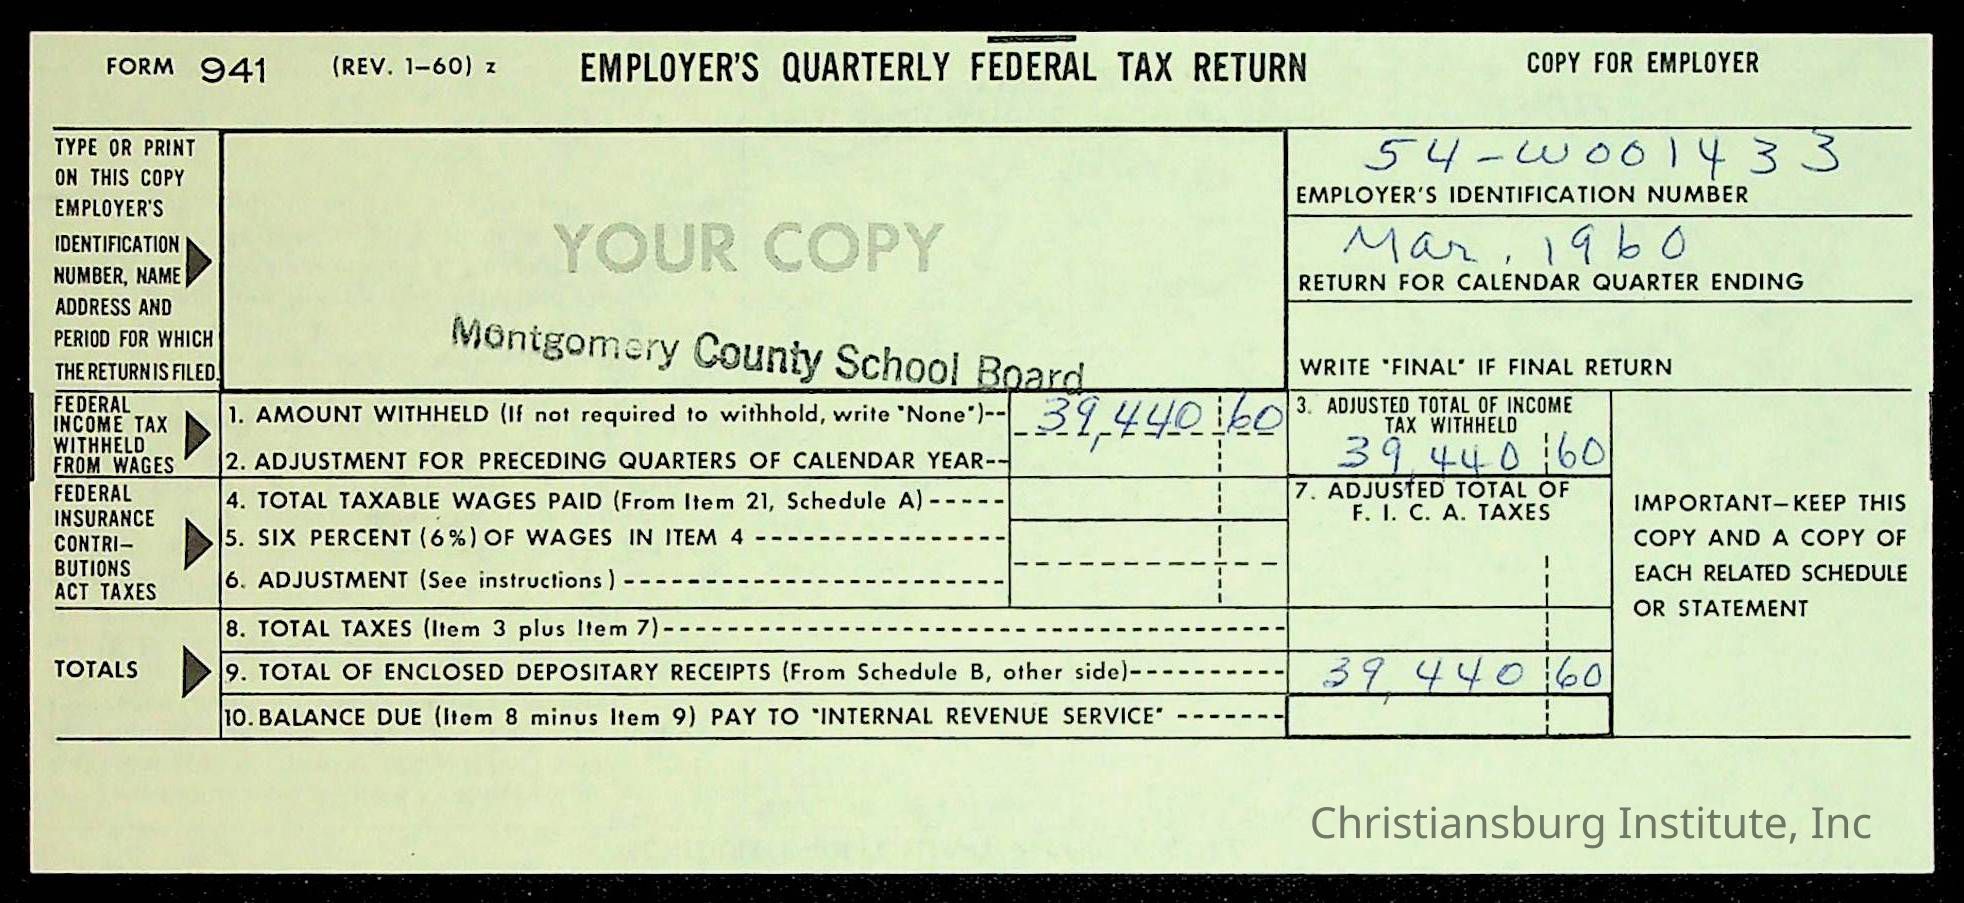 FORM 941 (REV. 1-60) z EMPLOYER'S QUARTERLY FEDERAL TAX RETURN COPY FOR EMPLOYER
TYPE OR PRINT
ON THIS COPY
EMPLOYER'S
IDENTIFICATION
NUMBER, NAME
ADDRESS AND
PERIOD FOR WHICH
THE RETURN IS FILED.
YOUR COPY
Montgomery County School Board
54-W001433
EMPLOYER'S IDENTIFICATION NUMBER
Mar. 1960
RETURN FOR CALENDAR QUARTER ENDING
WRITE "FINAL" IF FINAL RETURN
FEDERAL
INCOME TAX
WITHHELD
FROM WAGES
1. AMOUNT WITHHELD (If not required to withhold, write "None")-- 39,440 60
2. ADJUSTMENT FOR PRECEDING QUARTERS OF CALENDAR YEAR--
3. ADJUSTED TOTAL OF INCOME
TAX WITHHELD
39,440 60
FEDERAL
INSURANCE
CONTRI-
BUTIONS
ACT TAXES
4. TOTAL TAXABLE WAGES PAID (From Item 21, Schedule A)-----
5. SIX PERCENT (6%) OF WAGES IN ITEM 4 ----------------
6. ADJUSTMENT (See instructions)------------------------
7. ADJUSTED TOTAL OF
F. I. C. A. TAXES
TOTALS
8. TOTAL TAXES (Item 3 plus Item 7)---------------------------------------
9. TOTAL OF ENCLOSED DEPOSITARY RECEIPTS (From Schedule B, other side)---------- 39,440 60
10. BALANCE DUE (Item 8 minus Item 9) PAY TO "INTERNAL REVENUE SERVICE" -------
IMPORTANT-KEEP THIS
COPY AND A COPY OF
EACH RELATED SCHEDULE
OR STATEMENT
Christiansburg Institute, Inc